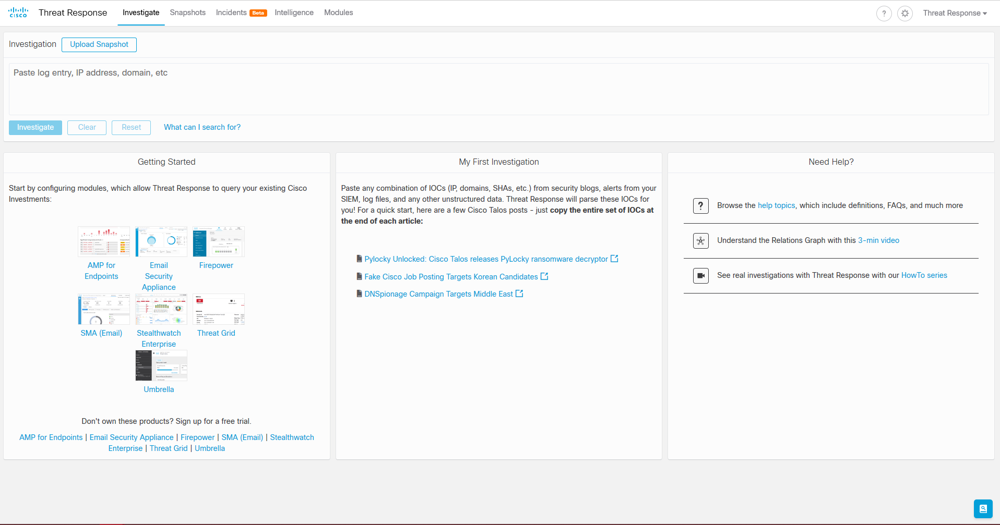 cisco Threat Response Investigate Snapshots Incidents Beta Intelligence Modules ? Threat Response
Investigation Upload Snapshot
Paste log entry, IP address, domain, etc
Investigate Clear Reset What can I search for?
Getting Started
Start by configuring modules, which allow Threat Response to query your existing Cisco
Investments:
AMP for
Endpoints
Email
Security
Appliance
Firepower
SMA (Email)
Stealthwatch
Enterprise
Threat Grid
Umbrella
Don't own these products? Sign up for a free trial.
AMP for Endpoints | Email Security Appliance | Firepower | SMA (Email) | Stealthwatch
Enterprise | Threat Grid | Umbrella
My First Investigation
Paste any combination of IOCs (IP, domains, SHAs, etc.) from security blogs, alerts from your
SIEM, log files, and any other unstructured data. Threat Response will parse these IOCs for
you! For a quick start, here are a few Cisco Talos posts - just copy the entire set of IOCs at
the end of each article:
Pylocky Unlocked: Cisco Talos releases PyLocky ransomware decryptor
Fake Cisco Job Posting Targets Korean Candidates
DNSpionage Campaign Targets Middle East
Need Help?
? Browse the help topics, which include definitions, FAQs, and much more
Understand the Relations Graph with this 3-min video
See real investigations with Threat Response with our HowTo series